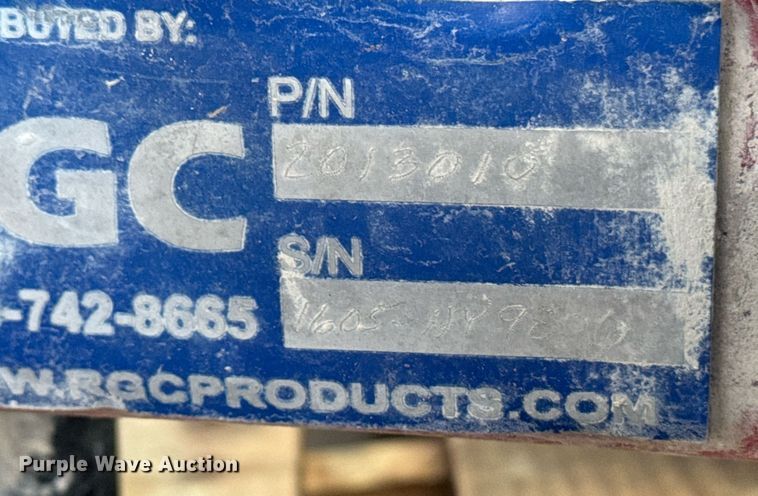 BUTED BY:
GC
P/N
2013010
S/N
-742-8665
W.RGCPRODUCTS.COM
Purple Wave Auction